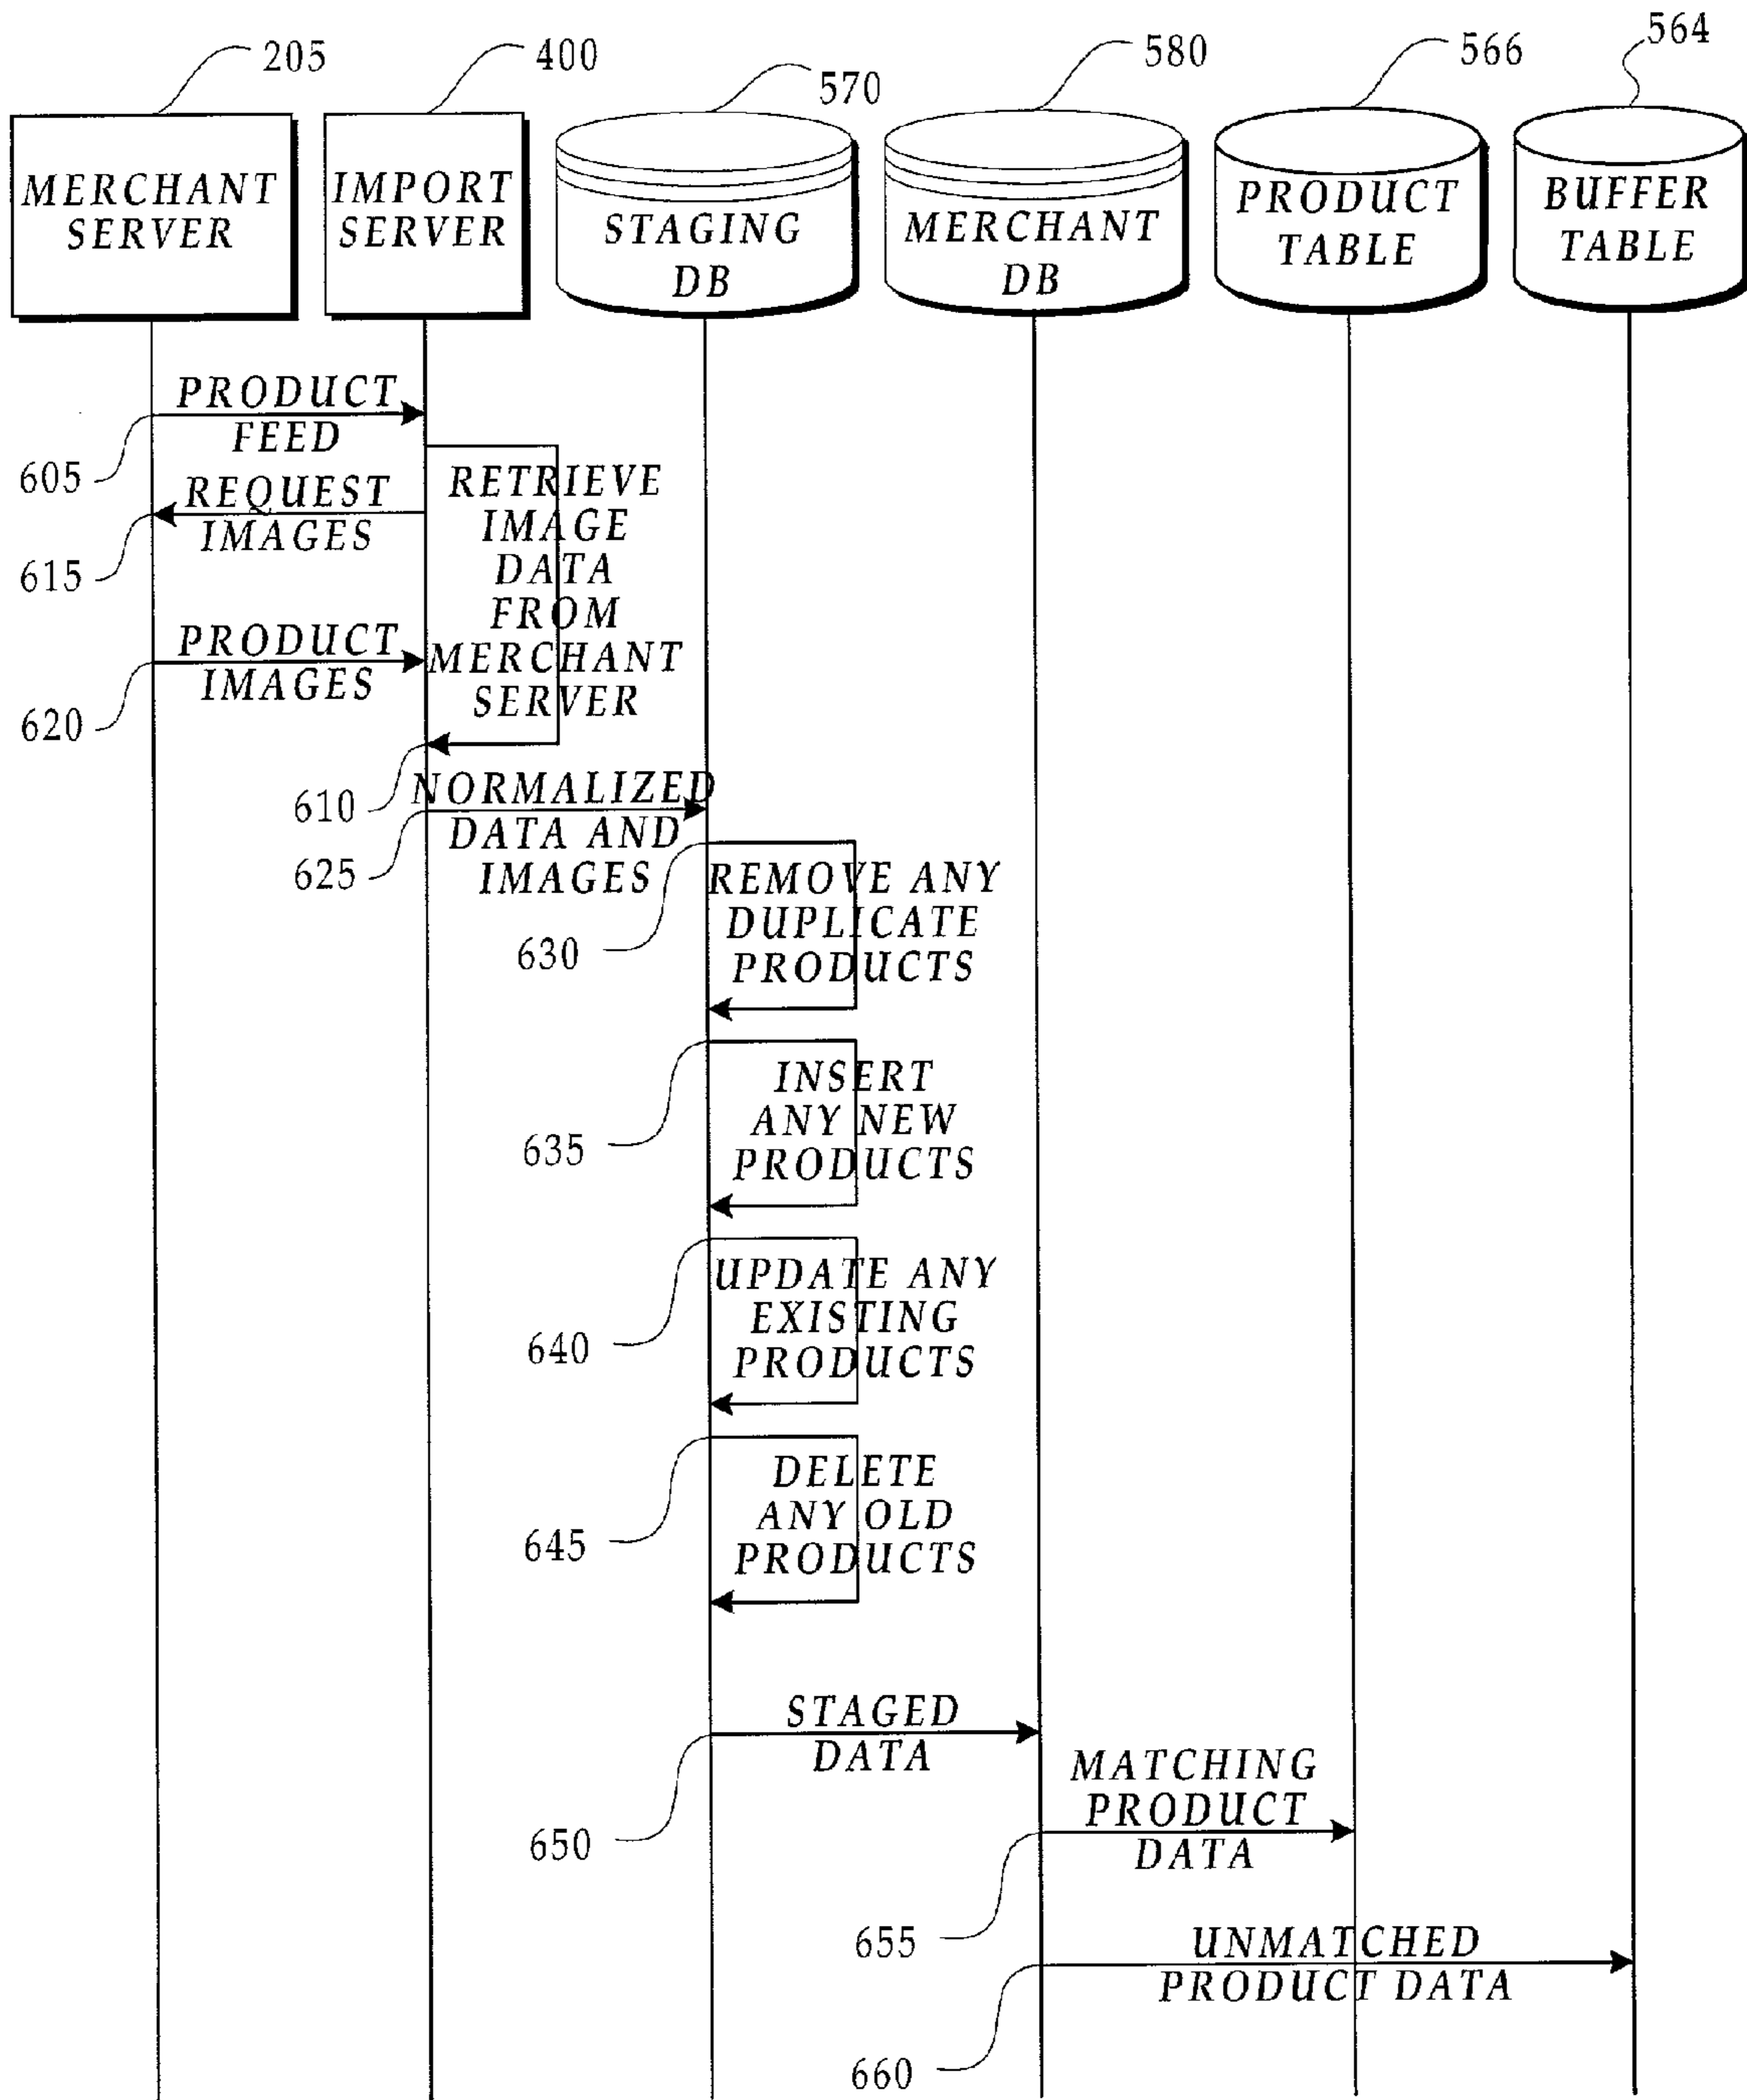 205
400
570
580
566
564
MERCHANT
SERVER
IMPORT
SERVER
STAGING
DB
MERCHANT
DB
PRODUCT
TABLE
BUFFER
TABLE
PRODUCT
FEED
605
REQUEST
IMAGES
615
RETRIEVE
IMAGE
DATA
FROM
MERCHANT
SERVER
PRODUCT
IMAGES
620
610
NORMALIZED
DATA AND
IMAGES
625
REMOVE ANY
DUPLICATE
PRODUCTS
630
INSERT
ANY NEW
PRODUCTS
635
UPDATE ANY
EXISTING
PRODUCTS
640
DELETE
ANY OLD
PRODUCTS
645
STAGED
DATA
650
MATCHING
PRODUCT
DATA
655
UNMATCHED
PRODUCT DATA
660